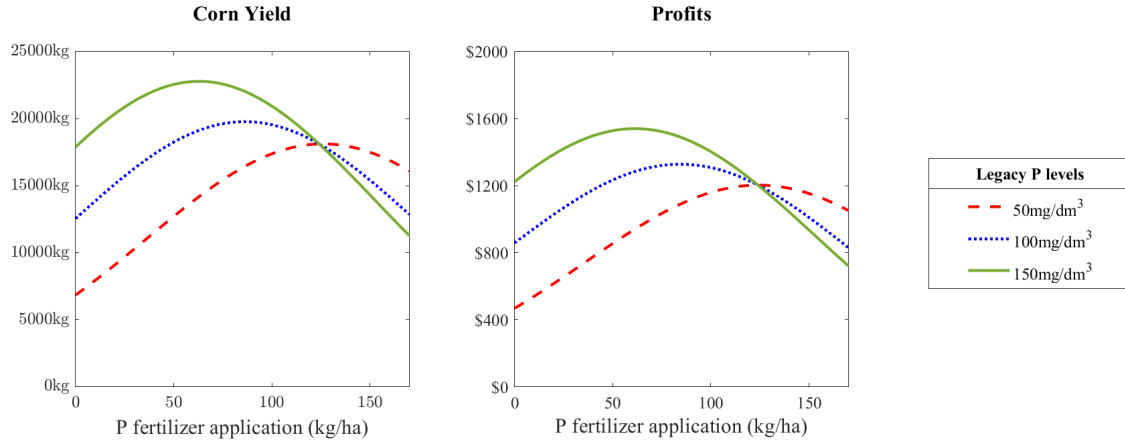 Corn Yield
25000kg
20000kg
15000kg
10000kg
5000kg
0kg
0
50
100
150
P fertilizer application (kg/ha)
Profits
$2000
$1600
$1200
$800
$400
$0
0
50
100
150
P fertilizer application (kg/ha)
Legacy P levels
50mg/dm³
100mg/dm³
150mg/dm³